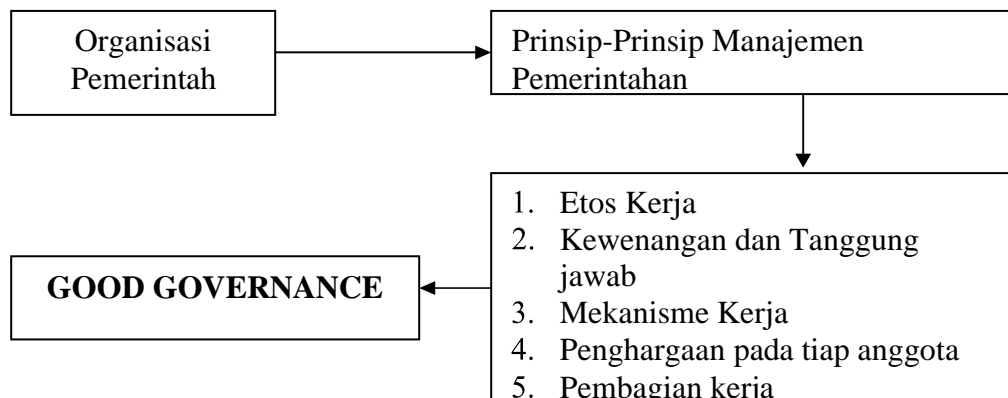 Organisasi
Pemerintah
Prinsip-Prinsip Manajemen
Pemerintahan
1. Etos Kerja
2. Kewenangan dan Tanggung
jawab
3. Mekanisme Kerja
4. Penghargaan pada tiap anggota
5. Pembagian kerja
GOOD GOVERNANCE